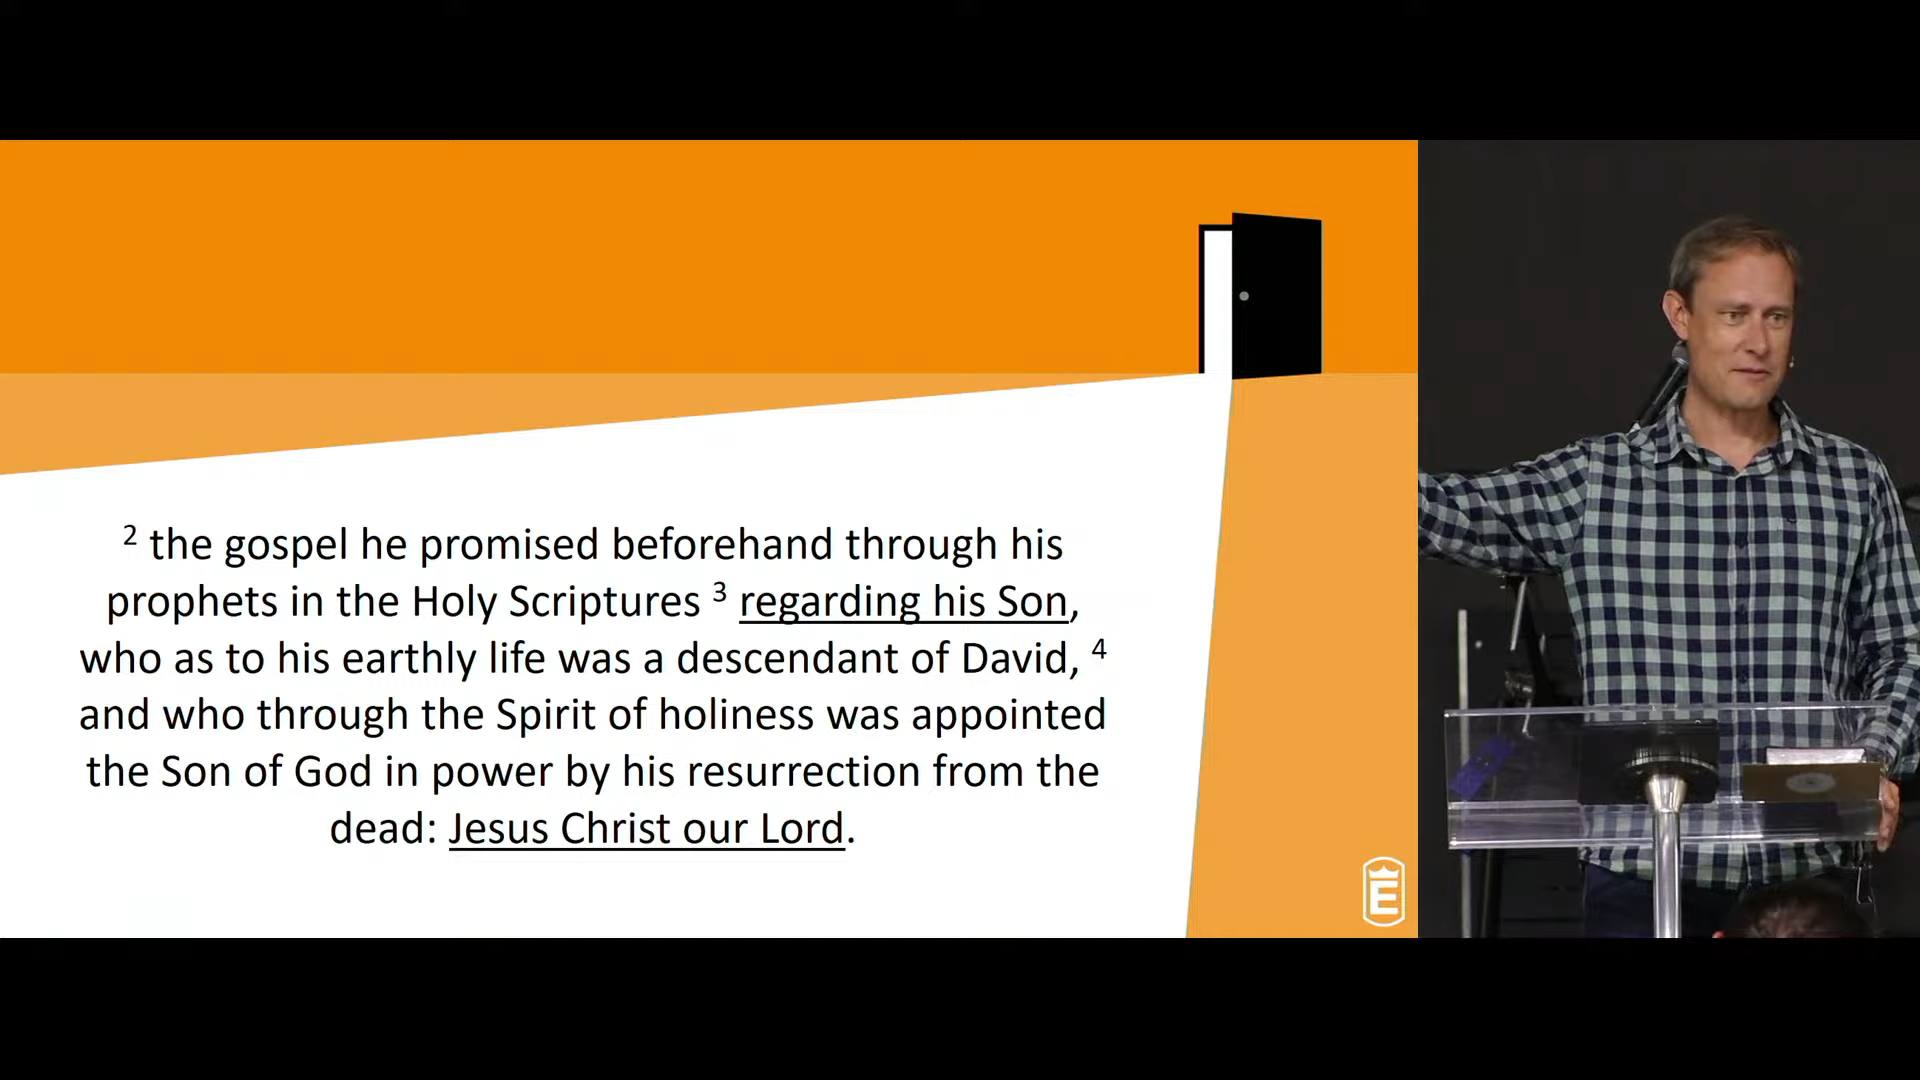 ² the gospel he promised beforehand through his
prophets in the Holy Scriptures ³ regarding his Son,
who as to his earthly life was a descendant of David, ⁴
and who through the Spirit of holiness was appointed
the Son of God in power by his resurrection from the
dead: Jesus Christ our Lord.
E